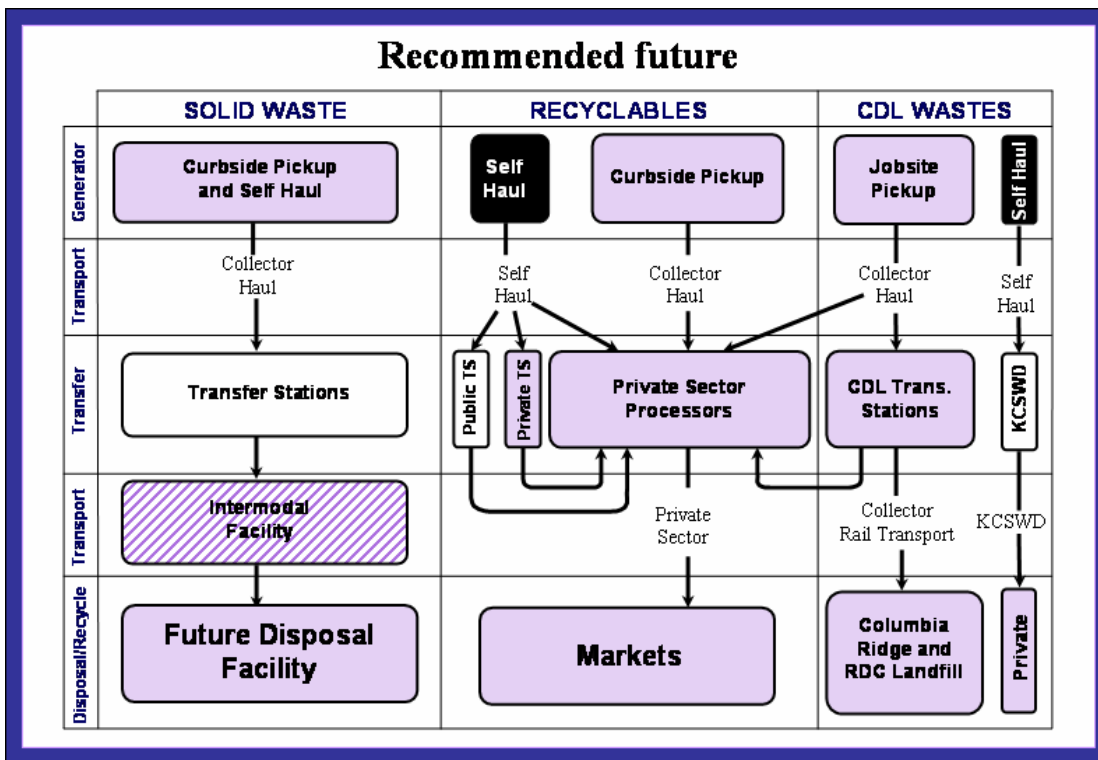 Recommended future
SOLID WASTE
RECYCLABLES
CDL WASTES
Generator
Curbside Pickup
and Self Haul
Self
Haul
Curbside Pickup
Jobsite
Pickup
Self Haul
Transport
Collector
Haul
Self
Haul
Collector
Haul
Collector
Haul
Self
Haul
Transfer
Transfer Stations
Public TS
Private TS
Private Sector
Processors
CDL Trans.
Stations
KCSWD
Transport
Intermodal
Facility
Private
Sector
Collector
Rail Transport
KCSWD
Disposal/Recycle
Future Disposal
Facility
Markets
Columbia
Ridge and
RDC Landfill
Private